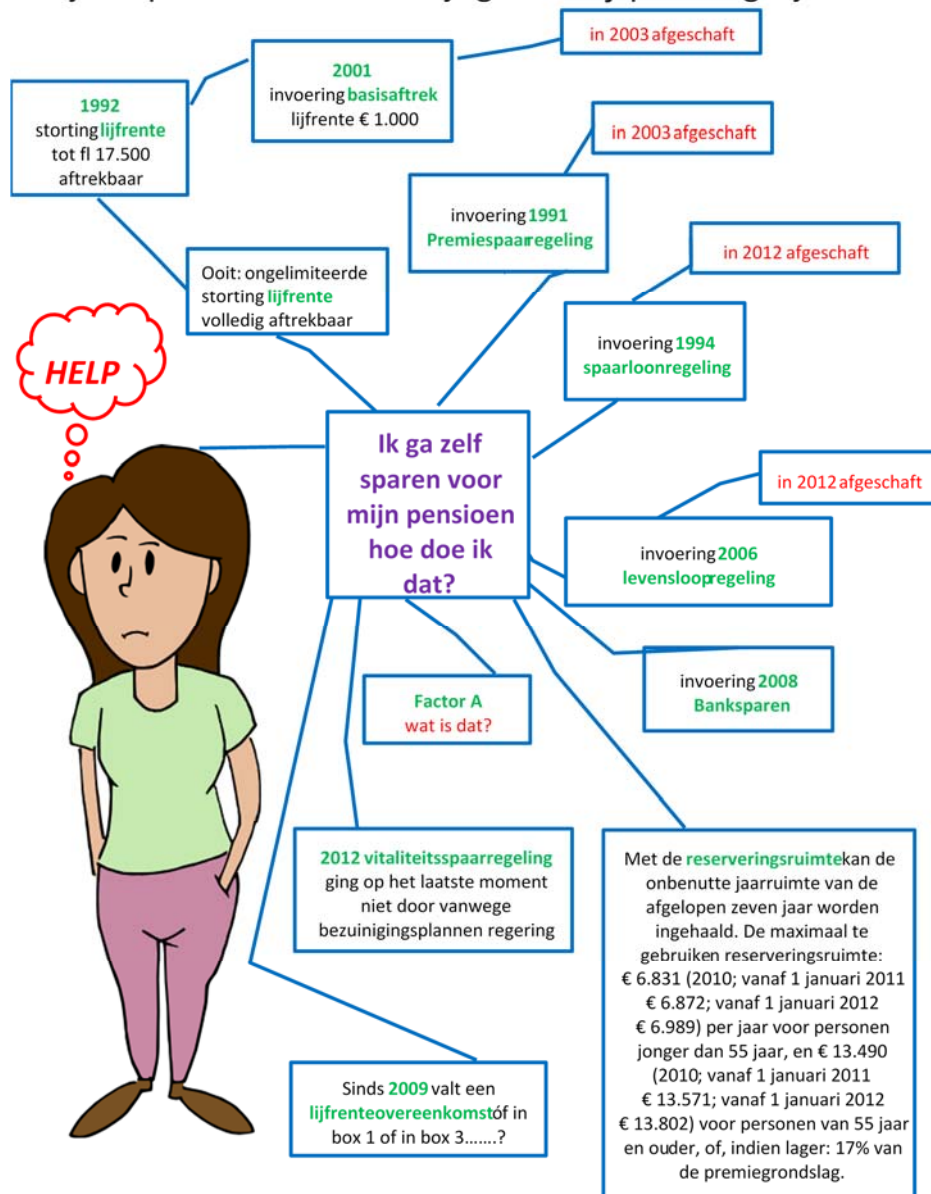 in 2003 afgeschaft
2001
invoering basisaftrek
lijfrente € 1.000
1992
storting lijfrente
tot fl 17.500
aftrekbaar
in 2003 afgeschaft
invoering 1991
Premiespaarregeling
Ooit: ongelimiteerde
storting lijfrente
volledig aftrekbaar
in 2012 afgeschaft
invoering 1994
spaarloonregeling
HELP
Ik ga zelf
sparen voor
mijn pensioen
hoe doe ik
dat?
in 2012 afgeschaft
invoering 2006
levensloopregeling
invoering 2008
Banksparen
Factor A
wat is dat?
2012 vitaliteitsspaarregeling
ging op het laatste moment
niet door vanwege
bezuinigingsplannen regering
Met de reserveringsruimte kan de
onbenutte jaarruimte van de
afgelopen zeven jaar worden
ingehaald. De maximaal te
gebruiken reserveringsruimte:
€ 6.831 (2010; vanaf 1 januari 2011
€ 6.872; vanaf 1 januari 2012
€ 6.989) per jaar voor personen
jonger dan 55 jaar, en € 13.490
(2010; vanaf 1 januari 2011
€ 13.571; vanaf 1 januari 2012
€ 13.802) voor personen van 55 jaar
en ouder, of, indien lager: 17% van
de premiegrondslag.
Sinds 2009 valt een
lijfrenteovereenkomst óf in
box 1 of in box 3.......?